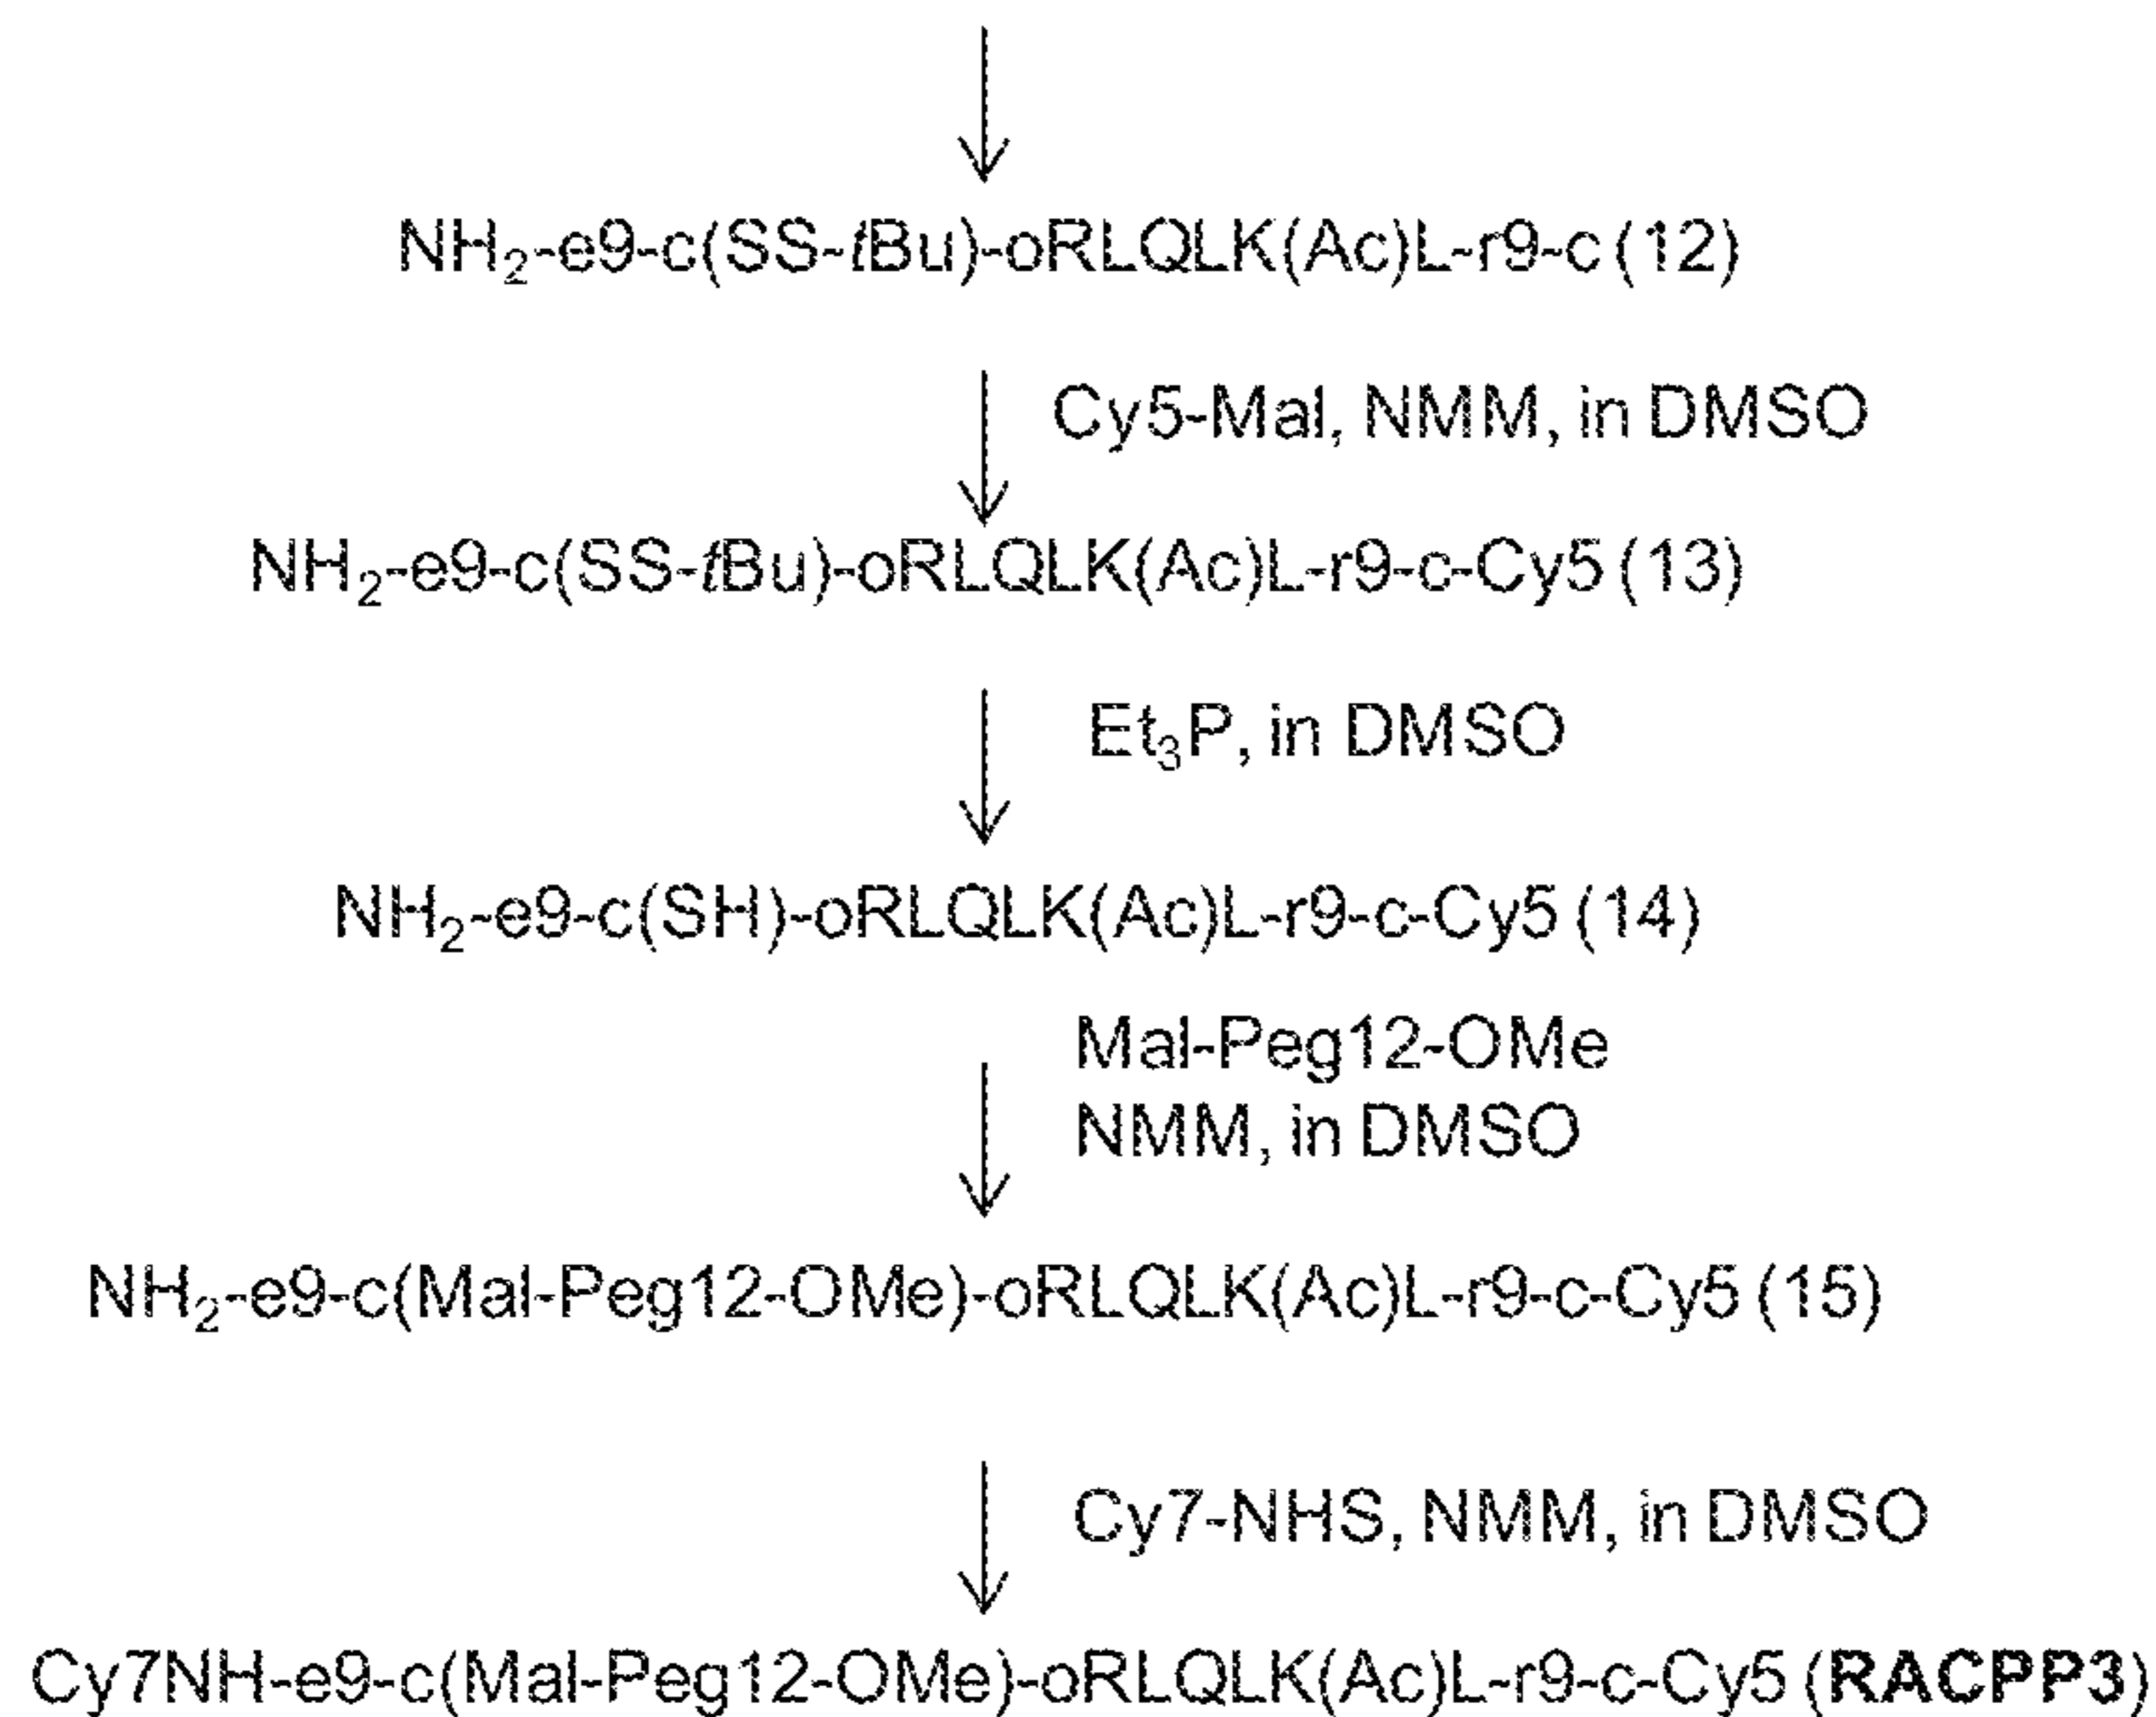 NH₂-e9-c(SS-tBu)-oRLQLK(Ac)L-r9-c (12)
Cy5-Mal, NMM, in DMSO
NH₂-e9-c(SS-tBu)-oRLQLK(Ac)L-r9-c-Cy5 (13)
Et₃P, in DMSO
NH₂-e9-c(SH)-oRLQLK(Ac)L-r9-c-Cy5 (14)
Mal-Peg12-OMe
NMM, in DMSO
NH₂-e9-c(Mal-Peg12-OMe)-oRLQLK(Ac)L-r9-c-Cy5 (15)
Cy7-NHS, NMM, in DMSO
Cy7NH-e9-c(Mal-Peg12-OMe)-oRLQLK(Ac)L-r9-c-Cy5 (RACPP3)